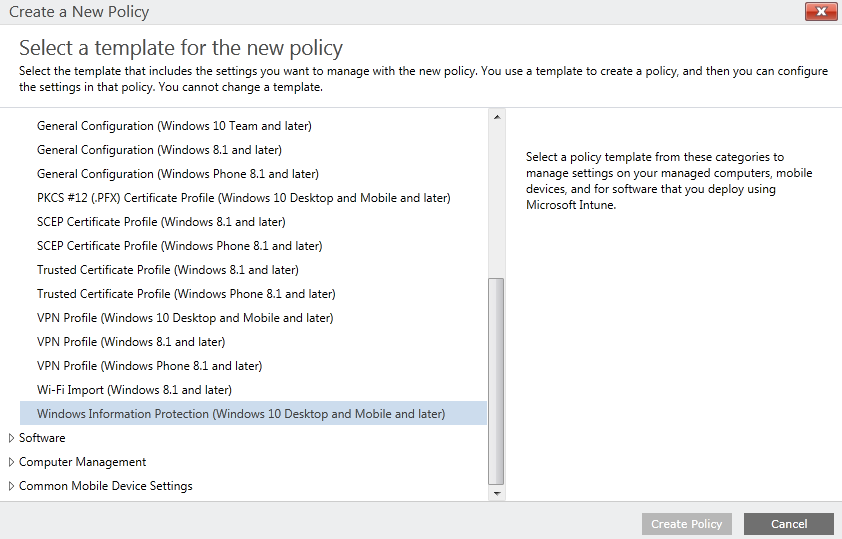 Create a New Policy
Select a template for the new policy
Select the template that includes the settings you want to manage with the new policy. You use a template to create a policy, and then you can configure
the settings in that policy. You cannot change a template.
General Configuration (Windows 10 Team and later)
General Configuration (Windows 8.1 and later)
General Configuration (Windows Phone 8.1 and later)
PKCS #12 (.PFX) Certificate Profile (Windows 10 Desktop and Mobile and later)
SCEP Certificate Profile (Windows 8.1 and later)
SCEP Certificate Profile (Windows Phone 8.1 and later)
Trusted Certificate Profile (Windows 8.1 and later)
Trusted Certificate Profile (Windows Phone 8.1 and later)
VPN Profile (Windows 10 Desktop and Mobile and later)
VPN Profile (Windows 8.1 and later)
VPN Profile (Windows Phone 8.1 and later)
Wi-Fi Import (Windows 8.1 and later)
Windows Information Protection (Windows 10 Desktop and Mobile and later)
Software
Computer Management
Common Mobile Device Settings
Select a policy template from these categories to
manage settings on your managed computers, mobile
devices, and for software that you deploy using
Microsoft Intune.
Create Policy
Cancel